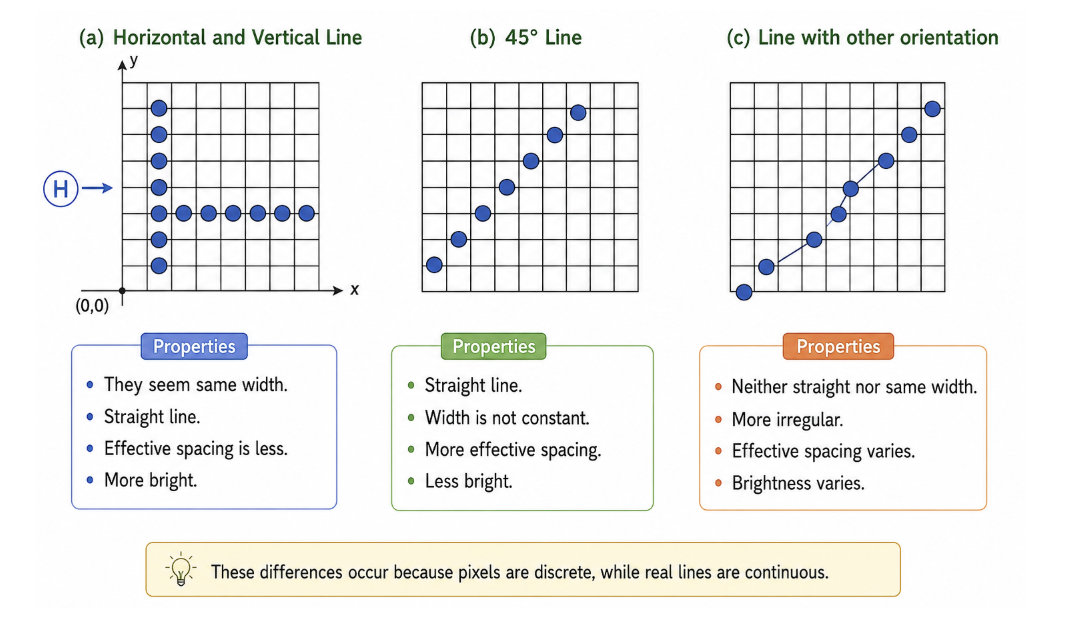 (a) Horizontal and Vertical Line
(b) 45° Line
(c) Line with other orientation
y
H
x
(0,0)
Properties
• They seem same width.
• Straight line.
• Effective spacing is less.
• More bright.
Properties
• Straight line.
• Width is not constant.
• More effective spacing.
• Less bright.
Properties
• Neither straight nor same width.
• More irregular.
• Effective spacing varies.
• Brightness varies.
These differences occur because pixels are discrete, while real lines are continuous.